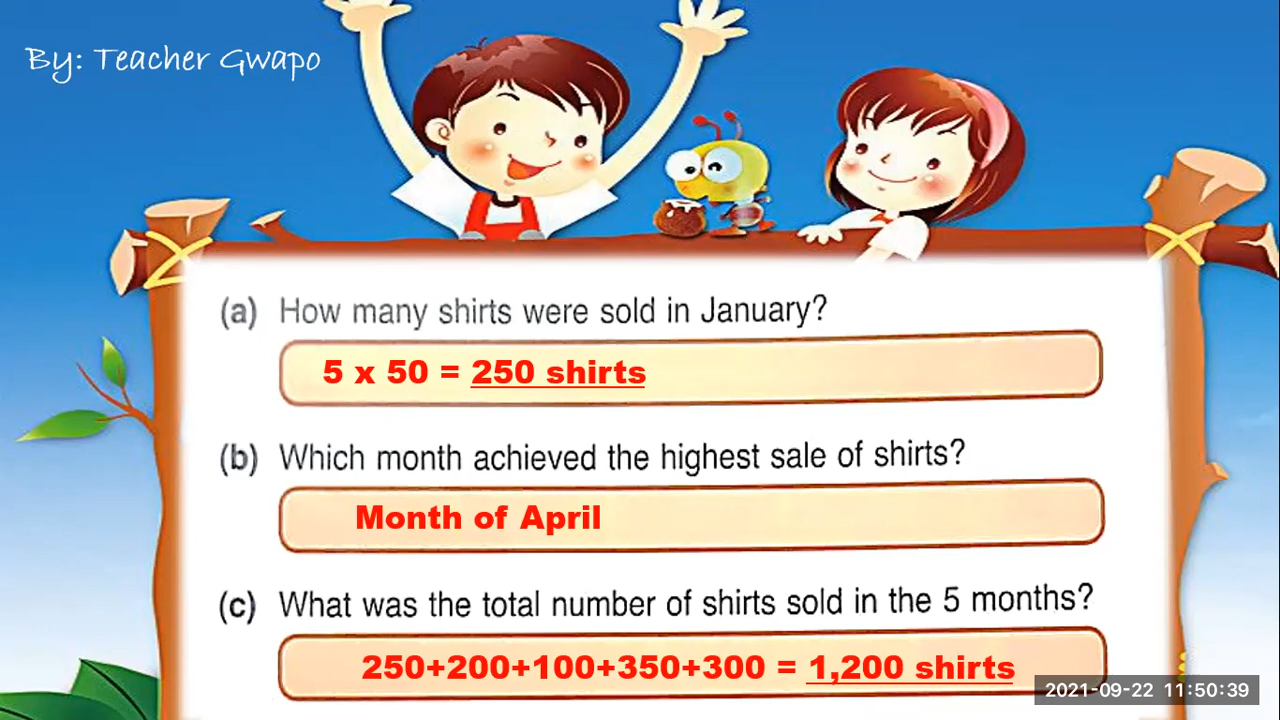 By: Teacher Gwapo
(a) How many shirts were sold in January?
5 x 50 = 250 shirts
(b) Which month achieved the highest sale of shirts?
Month of April
(c) What was the total number of shirts sold in the 5 months?
250+200+100+350+300 = 1,200 shirts
2021-09-22 11:50:39